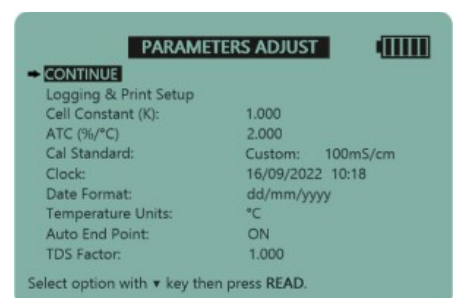 PARAMETERS ADJUST
➡ CONTINUE
Logging & Print Setup
Cell Constant (K): 1.000
ATC (%/°C) 2.000
Cal Standard: Custom: 100mS/cm
Clock: 16/09/2022 10:18
Date Format: dd/mm/yyyy
Temperature Units: °C
Auto End Point: ON
TDS Factor: 1.000
Select option with ▼ key then press READ.